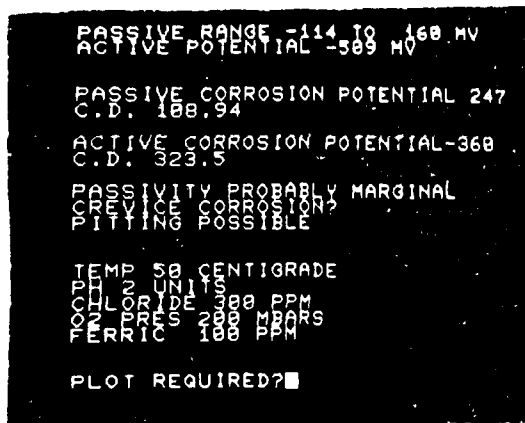 PASSIVE RANGE -114 TO 160 MV
ACTIVE POTENTIAL -509 MV
PASSIVE CORROSION POTENTIAL 247
C.D. 108.94
ACTIVE CORROSION POTENTIAL-360
C.D. 323.5
PASSIVITY PROBABLY MARGINAL
CREVICE CORROSION?
PITTING POSSIBLE
TEMP 50 CENTIGRADE
PH 2 UNITS
CHLORIDE 300 PPM
O2 PRES 200 MBARS
FERRIC 100 PPM
PLOT REQUIRED?